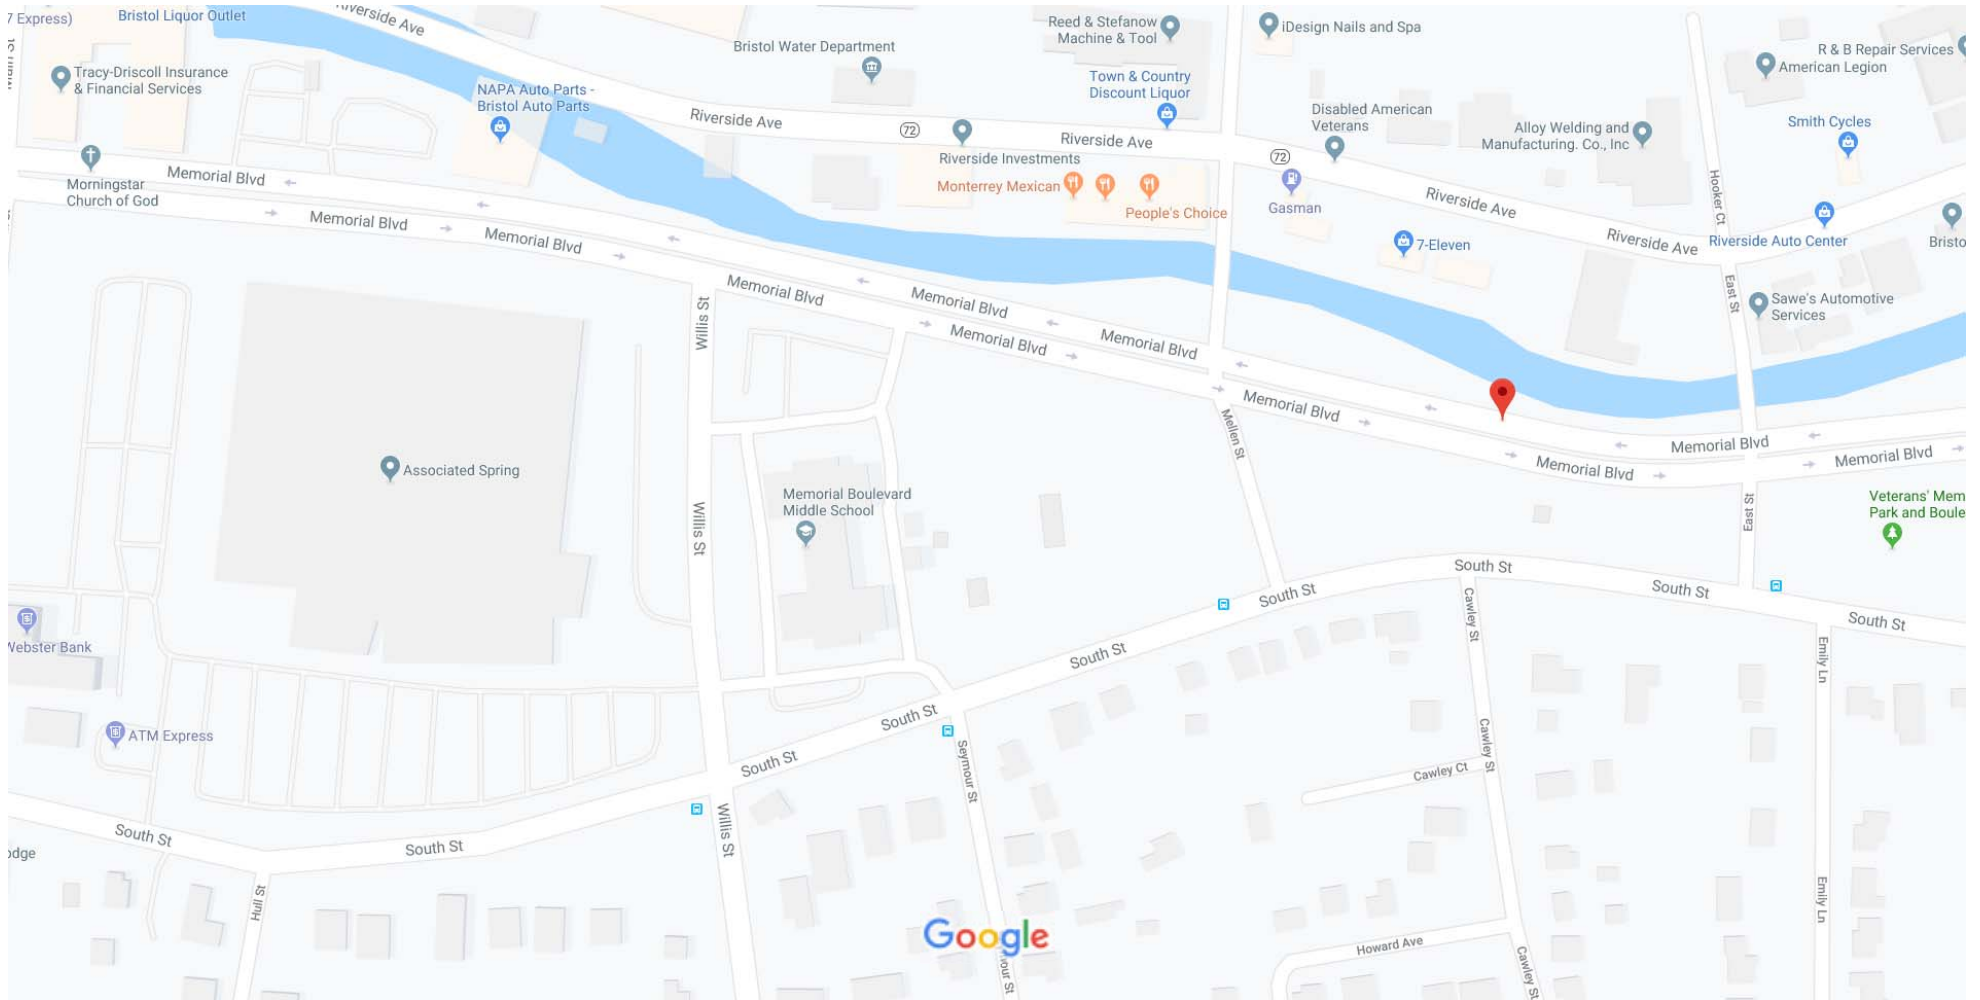 7 Express)
Bristol Liquor Outlet
Riverside Ave
Reed & Stefanow
Machine & Tool
iDesign Nails and Spa
Main St
Tracy-Driscoll Insurance
& Financial Services
Bristol Water Department
R & B Repair Services
American Legion
NAPA Auto Parts -
Bristol Auto Parts
Town & Country
Discount Liquor
Riverside Ave
72
Riverside Ave
Disabled American
Veterans
Alloy Welding and
Manufacturing. Co., Inc
Smith Cycles
Riverside Investments
72
Monterrey Mexican
People's Choice
Gasman
Riverside Ave
Hooker Ct
Morningstar
Church of God
Memorial Blvd
Memorial Blvd
Memorial Blvd
7-Eleven
Riverside Ave
Riverside Auto Center
Bristo
Memorial Blvd
Memorial Blvd
Memorial Blvd
Memorial Blvd
Willis St
East St
Sawe's Automotive
Services
Memorial Blvd
Mellen St
Memorial Blvd
Memorial Blvd
Memorial Blvd
Associated Spring
Memorial Boulevard
Middle School
Willis St
East St
Veterans' Mem
Park and Boule
South St
South St
South St
South St
Cawley St
Webster Bank
South St
Emily Ln
ATM Express
South St
Seymour St
Cawley St
Cawley Ct
South St
South St
South St
Willis St
odge
Hull St
Emily Ln
Google
Howard Ave
mour St
Cawley St